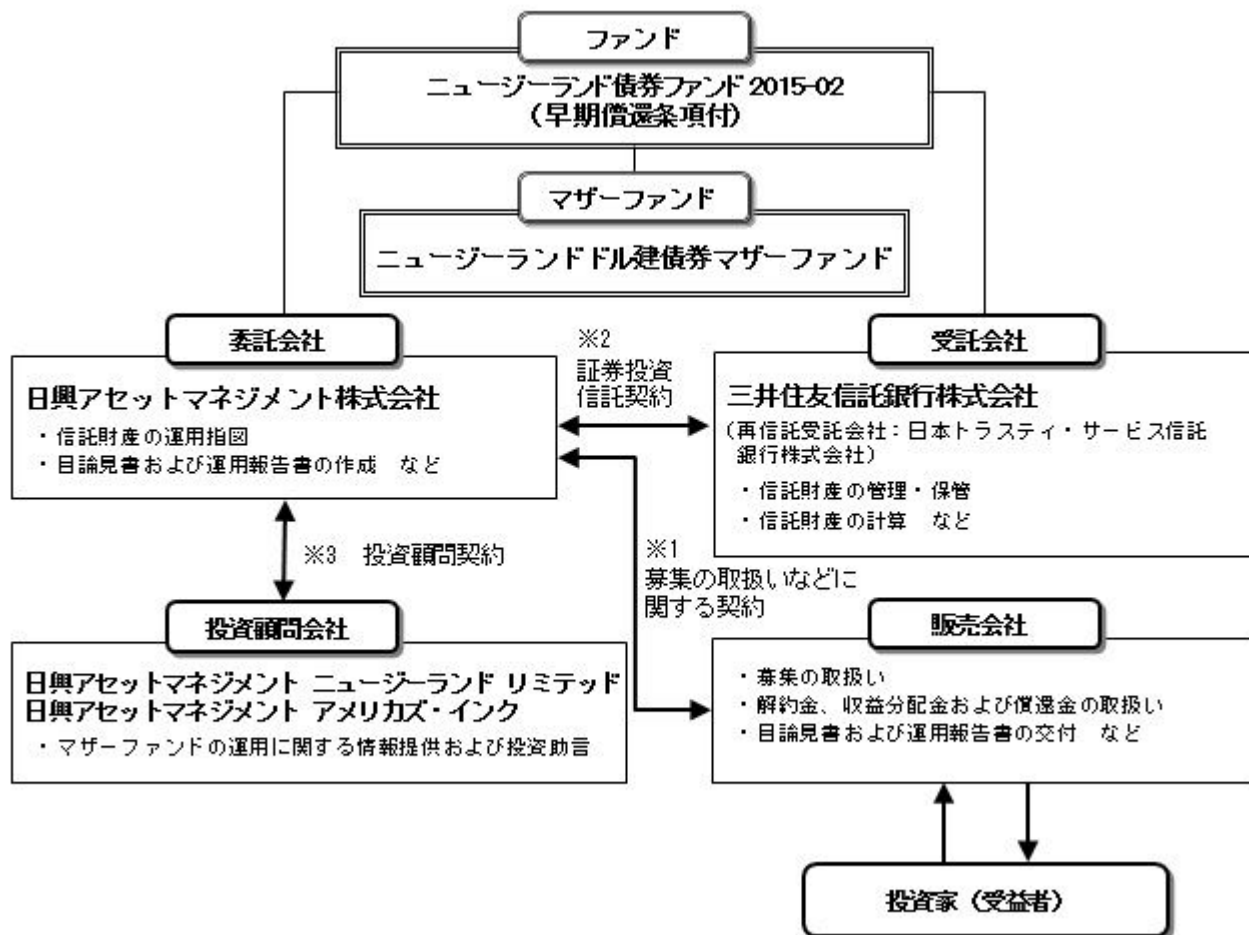 ファンド
ニュージーランド債券ファンド 2015-02
(早期償還条項付)
マザーファンド
ニュージーランドドル建債券マザーファンド
委託会社
日興アセットマネジメント株式会社
・信託財産の運用指図
・目論見書および運用報告書の作成　など
※2
証券投資
信託契約
受託会社
三井住友信託銀行株式会社
(再信託受託会社:日本トラスティ・サービス信託
銀行株式会社)
・信託財産の管理・保管
・信託財産の計算　など
※3　投資顧問契約
※1
募集の取扱いなどに
関する契約
投資顧問会社
日興アセットマネジメント ニュージーランド リミテッド
日興アセットマネジメント アメリカズ・インク
・マザーファンドの運用に関する情報提供および投資助言
販売会社
・募集の取扱い
・解約金、収益分配金および償還金の取扱い
・目論見書および運用報告書の交付　など
投資家(受益者)